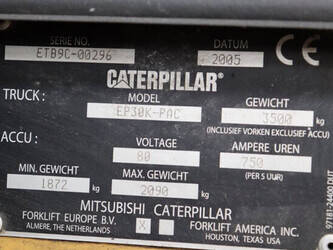 SERIE NO. DATUM
ETB9C-00296 2005 CE
CATERPILLAR
TRUCK: MODEL GEWICHT
EP30K-PAC 3500 kg
(INCLUSIEF VORKEN EXCLUSIEF ACCU)
ACCU: VOLTAGE AMPERE UREN
80 750
MIN. GEWICHT MAX. GEWICHT (PER 5 UUR)
1872 kg 2090 kg
MITSUBISHI CATERPILLAR
FORKLIFT EUROPE B.V. X FORKLIFT AMERICA INC.
ALMERE, THE NETHERLANDS HOUSTON, TEXAS USA